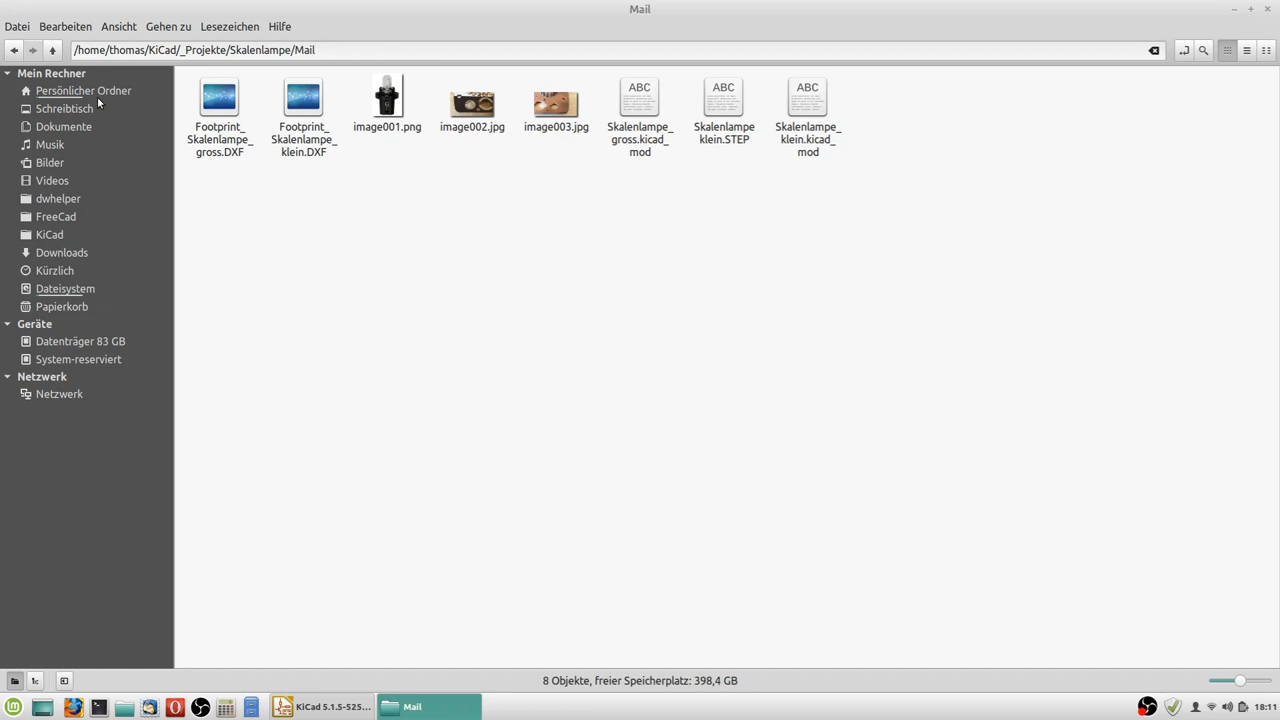 Mail
Datei Bearbeiten Ansicht Gehen zu Lesezeichen Hilfe
/home/thomas/KiCad/_Projekte/Skalenlampe/Mail
Mein Rechner
Persönlicher Ordner
Schreibtisch
Dokumente
Musik
Bilder
Videos
dwhelper
FreeCad
KiCad
Downloads
Kürzlich
Dateisystem
Papierkorb
Geräte
Datenträger 83 GB
System-reserviert
Netzwerk
Netzwerk
Footprint_
Skalenlampe_
gross.DXF
Footprint_
Skalenlampe_
klein.DXF
image001.png
image002.jpg
image003.jpg
ABC
Skalenlampe_
gross.kicad_
mod
ABC
Skalenlampe
klein.STEP
ABC
Skalenlampe_
klein.kicad_
mod
8 Objekte, freier Speicherplatz: 398,4 GB
KiCad 5.1.5-525... Mail 18:11